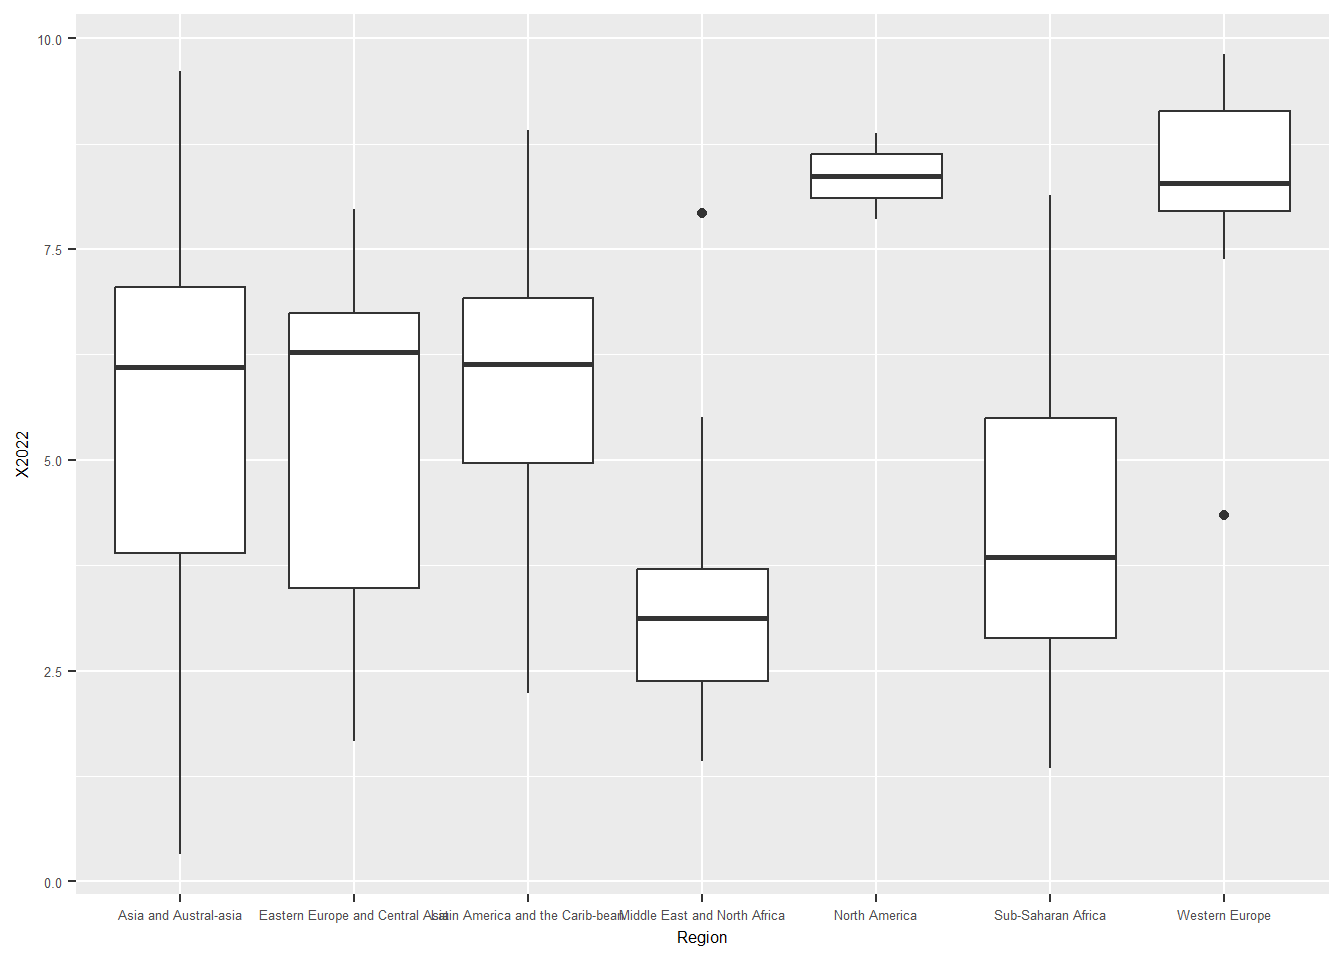 10.0
7.5
5.0
2.5
0.0
X2022
Asia and Austral-asia Eastern Europe and Central Asia Latin America and the Carib-bean Middle East and North Africa North America Sub-Saharan Africa Western Europe
Region